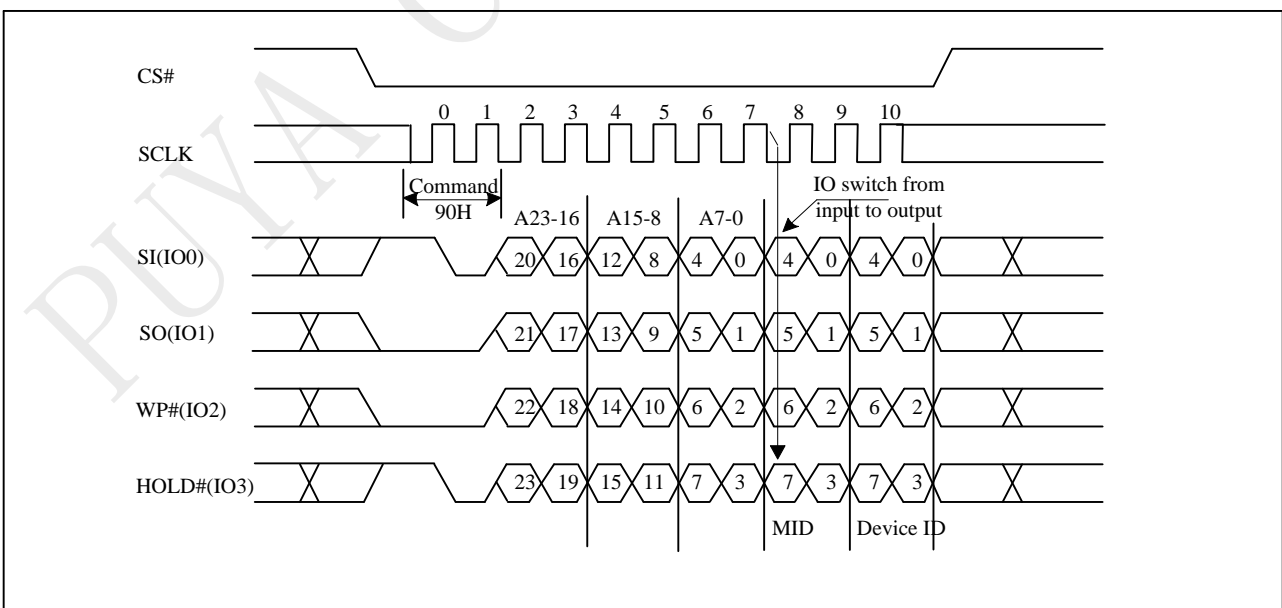 CS#
0 1 2 3 4 5 6 7 8 9 10
SCLK
Command
90H
IO switch from
input to output
A23-16 A15-8 A7-0
SI(IO0) 20 16 12 8 4 0 4 0 4 0
SO(IO1) 21 17 13 9 5 1 5 1 5 1
WP#(IO2) 22 18 14 10 6 2 6 2 6 2
HOLD#(IO3) 23 19 15 11 7 3 7 3 7 3
MID Device ID
PUYA